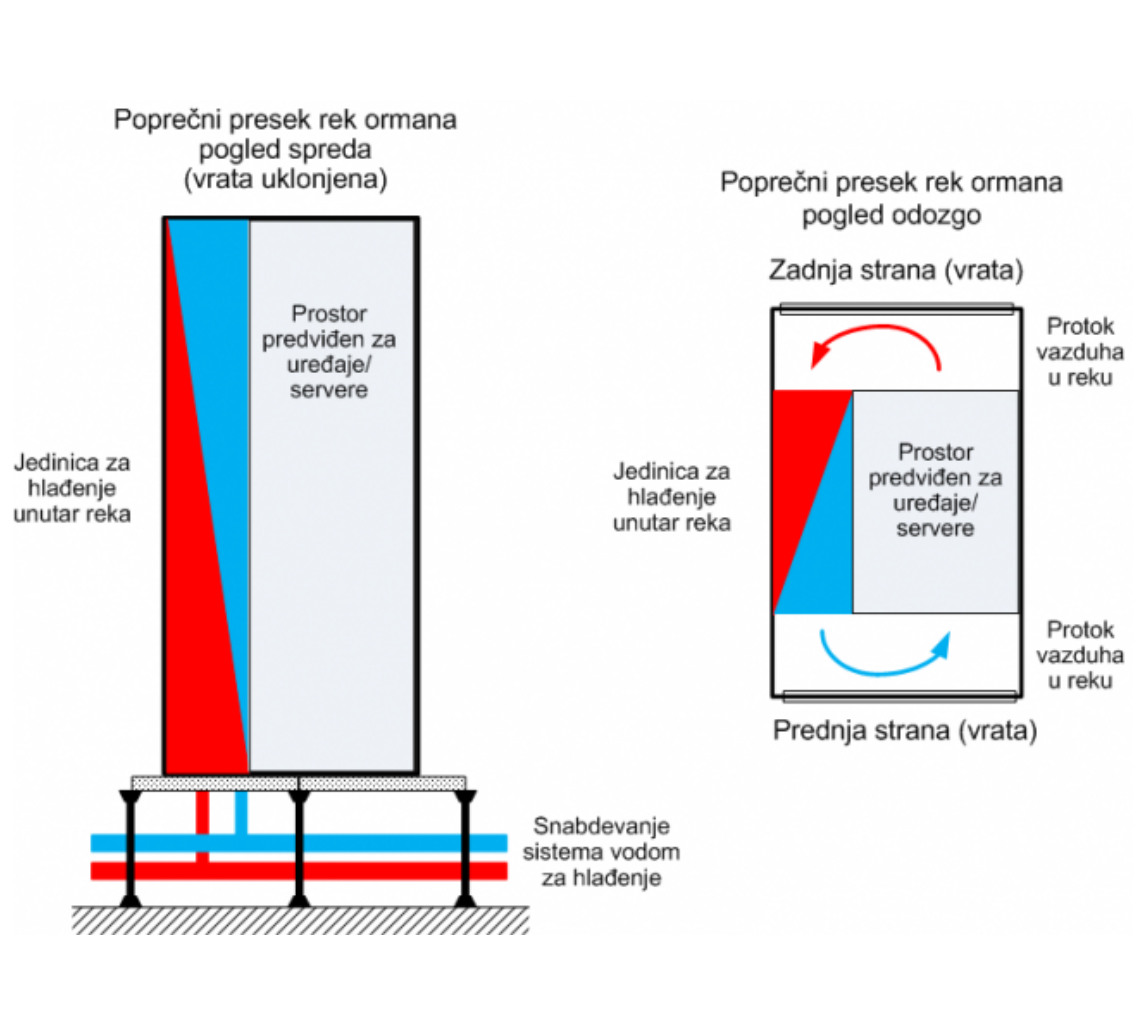 Poprečni presek rek ormana
pogled spreda
(vrata uklonjena)
Prostor
predviđen za
uređaje/
servere
Jedinica za
hlađenje
unutar reka
Snabdevanje
sistema vodom
za hlađenje
Poprečni presek rek ormana
pogled odozgo
Zadnja strana (vrata)
Protok
vazduha
u reku
Jedinica za
hlađenje
unutar reka
Prostor
predviđen za
uređaje/
servere
Protok
vazduha
u reku
Prednja strana (vrata)